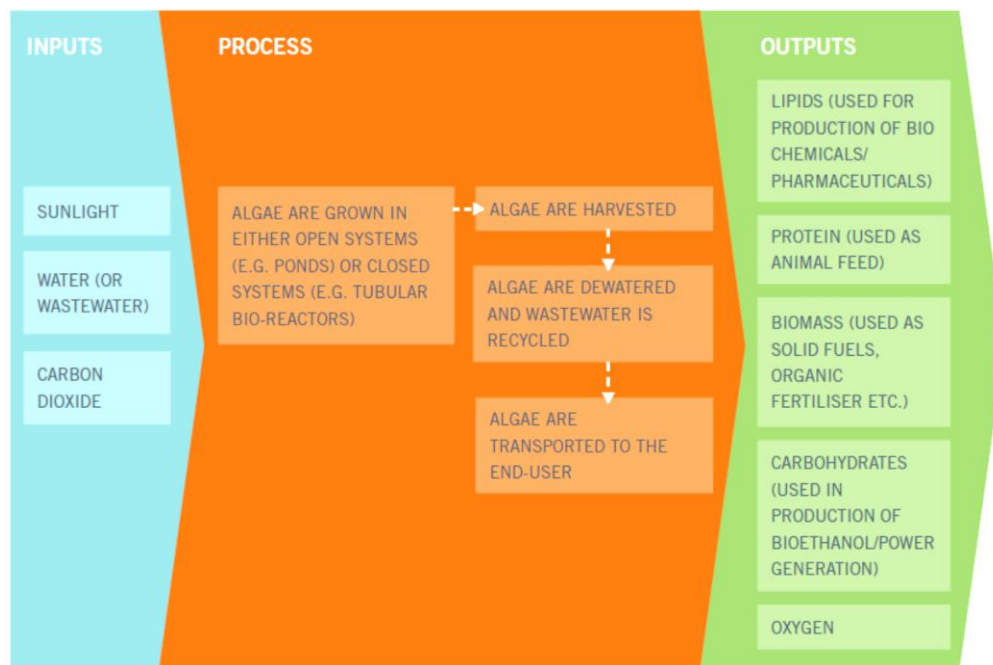 INPUTS
SUNLIGHT
WATER (OR
WASTEWATER)
CARBON
DIOXIDE
PROCESS
ALGAE ARE GROWN IN
EITHER OPEN SYSTEMS
(E.G. PONDS) OR CLOSED
SYSTEMS (E.G. TUBULAR
BIO-REACTORS)
ALGAE ARE HARVESTED
ALGAE ARE DEWATERED
AND WASTEWATER IS
RECYCLED
ALGAE ARE
TRANSPORTED TO THE
END-USER
OUTPUTS
LIPIDS (USED FOR
PRODUCTION OF BIO
CHEMICALS/
PHARMACEUTICALS)
PROTEIN (USED AS
ANIMAL FEED)
BIOMASS (USED AS
SOLID FUELS,
ORGANIC
FERTILISER ETC.)
CARBOHYDRATES
(USED IN
PRODUCTION OF
BIOETHANOL/POWER
GENERATION)
OXYGEN